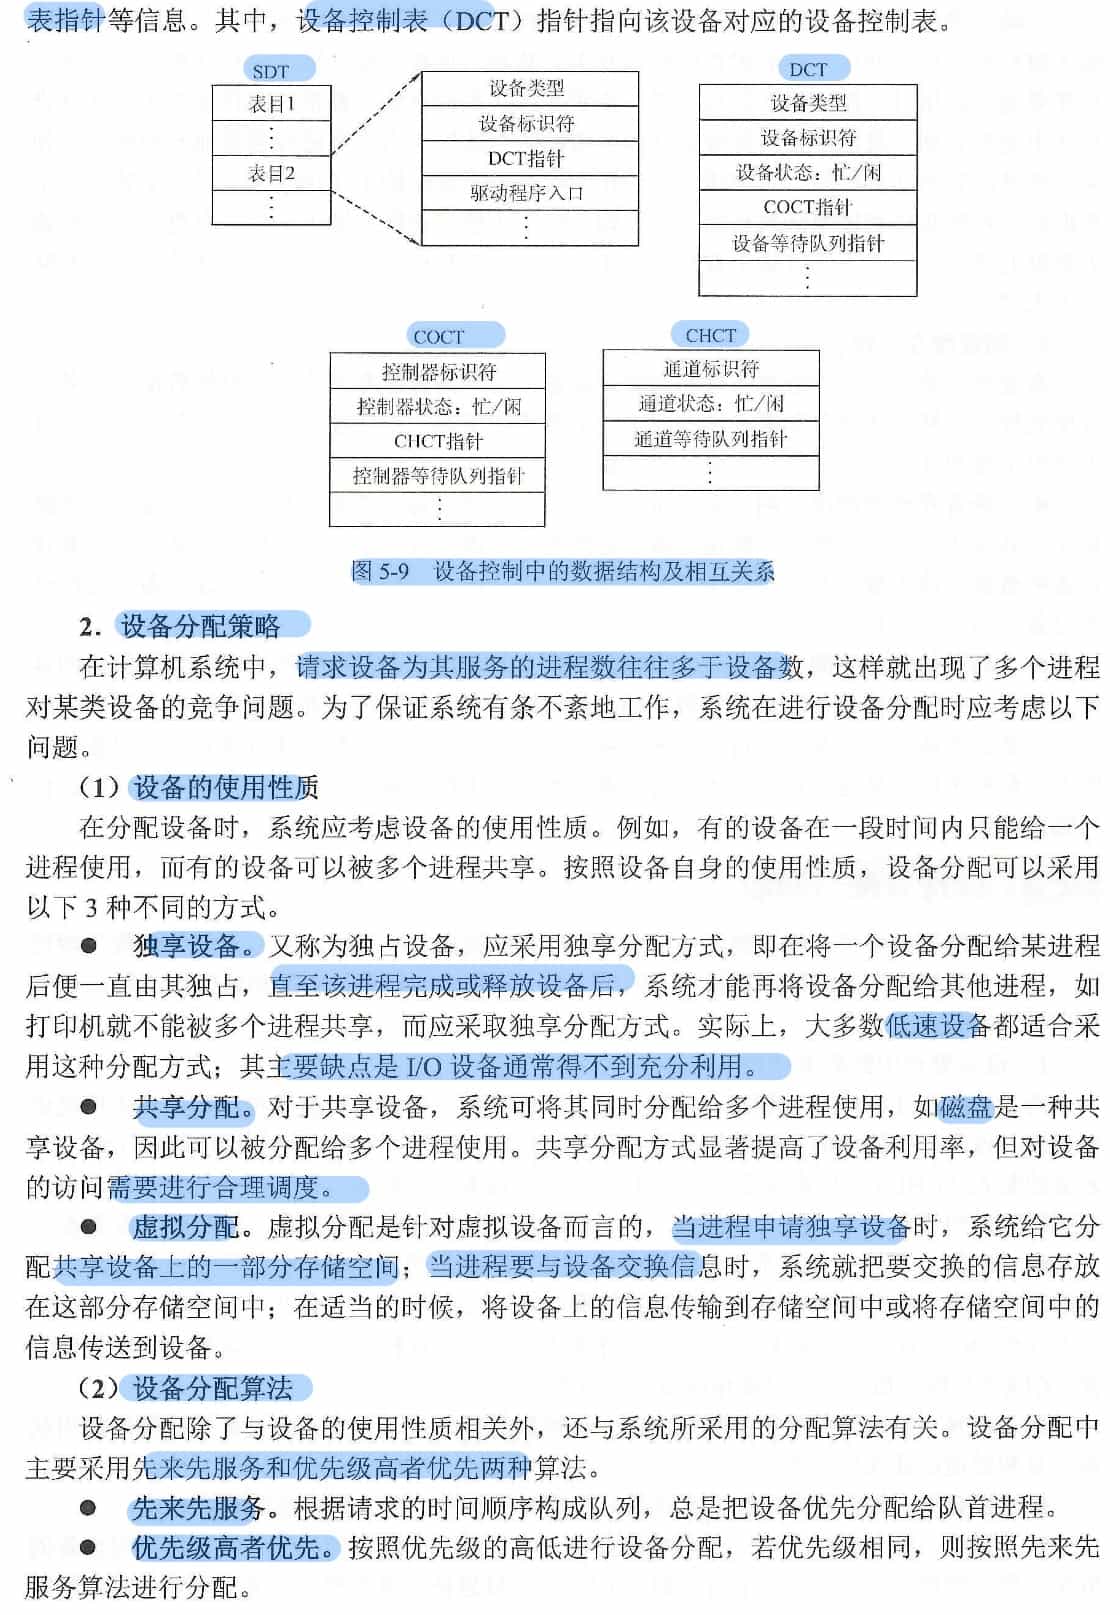 表指针等信息。其中，设备控制表（DCT）指针指向该设备对应的设备控制表。
SDT
表目1
⋮
表目2
⋮
设备类型
设备标识符
DCT指针
驱动程序入口
⋮
DCT
设备类型
设备标识符
设备状态：忙/闲
COCT指针
设备等待队列指针
⋮
COCT
控制器标识符
控制器状态：忙/闲
CHCT指针
控制器等待队列指针
⋮
CHCT
通道标识符
通道状态：忙/闲
通道等待队列指针
⋮
图 5-9 设备控制中的数据结构及相互关系
2．设备分配策略
在计算机系统中，请求设备为其服务的进程数往往多于设备数，这样就出现了多个进程
对某类设备的竞争问题。为了保证系统有条不紊地工作，系统在进行设备分配时应考虑以下
问题。
（1）设备的使用性质
在分配设备时，系统应考虑设备的使用性质。例如，有的设备在一段时间内只能给一个
进程使用，而有的设备可以被多个进程共享。按照设备自身的使用性质，设备分配可以采用
以下 3 种不同的方式。
● 独享设备。又称为独占设备，应采用独享分配方式，即在将一个设备分配给某进程
后便一直由其独占，直至该进程完成或释放设备后，系统才能再将设备分配给其他进程，如
打印机就不能被多个进程共享，而应采取独享分配方式。实际上，大多数低速设备都适合采
用这种分配方式；其主要缺点是 I/O 设备通常得不到充分利用。
● 共享分配。对于共享设备，系统可将其同时分配给多个进程使用，如磁盘是一种共
享设备，因此可以被分配给多个进程使用。共享分配方式显著提高了设备利用率，但对设备
的访问需要进行合理调度。
● 虚拟分配。虚拟分配是针对虚拟设备而言的，当进程申请独享设备时，系统给它分
配共享设备上的一部分存储空间；当进程要与设备交换信息时，系统就把要交换的信息存放
在这部分存储空间中；在适当的时候，将设备上的信息传输到存储空间中或将存储空间中的
信息传送到设备。
（2）设备分配算法
设备分配除了与设备的使用性质相关外，还与系统所采用的分配算法有关。设备分配中
主要采用先来先服务和优先级高者优先两种算法。
● 先来先服务。根据请求的时间顺序构成队列，总是把设备优先分配给队首进程。
● 优先级高者优先。按照优先级的高低进行设备分配，若优先级相同，则按照先来先
服务算法进行分配。